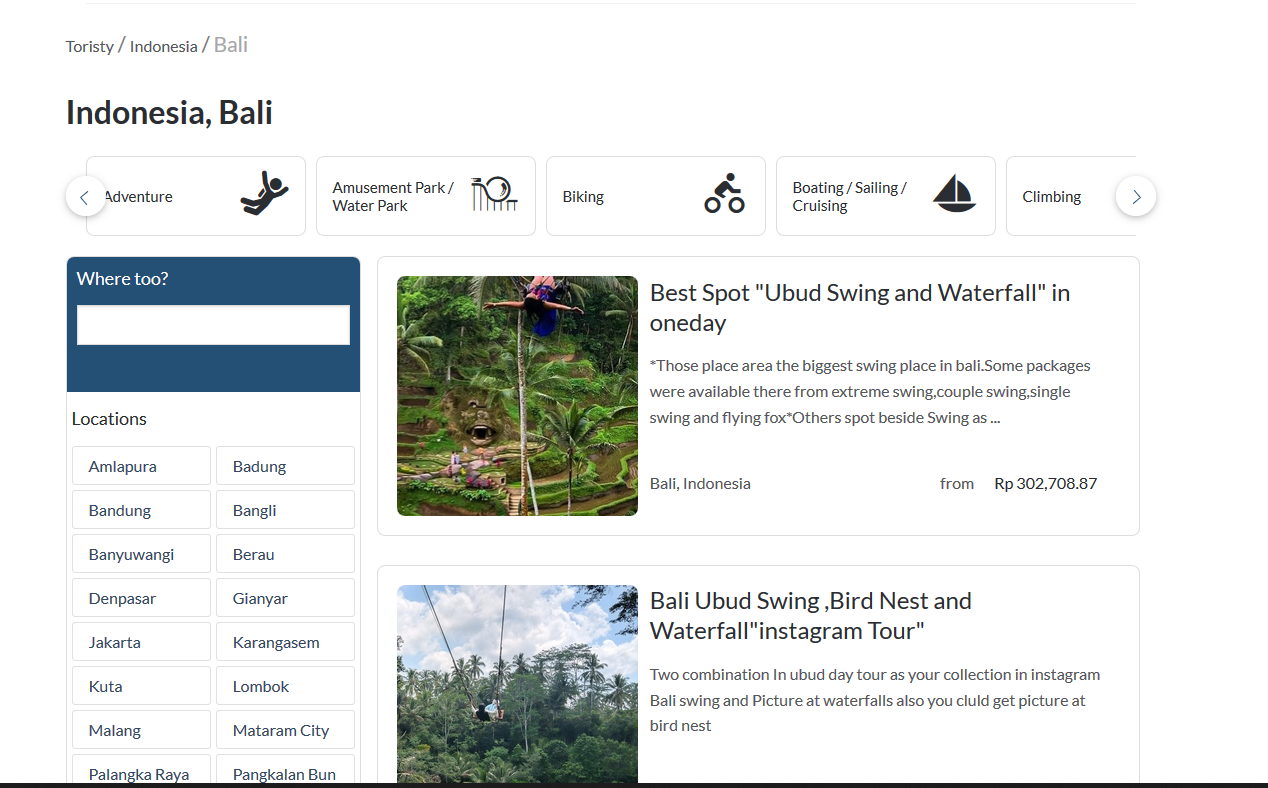 Toristy / Indonesia / Bali
Indonesia, Bali
Adventure
Amusement Park /
Water Park
Biking
Boating / Sailing /
Cruising
Climbing
Where too?
Locations
Amlapura
Badung
Bandung
Bangli
Banyuwangi
Berau
Denpasar
Gianyar
Jakarta
Karangasem
Kuta
Lombok
Malang
Mataram City
Palangka Raya
Pangkalan Bun
Best Spot "Ubud Swing and Waterfall" in
oneday
*Those place area the biggest swing place in bali.Some packages
were available there from extreme swing,couple swing,single
swing and flying fox*Others spot beside Swing as ...
Bali, Indonesia
from Rp 302,708.87
Bali Ubud Swing ,Bird Nest and
Waterfall"instagram Tour"
Two combination In ubud day tour as your collection in instagram
Bali swing and Picture at waterfalls also you cluld get picture at
bird nest